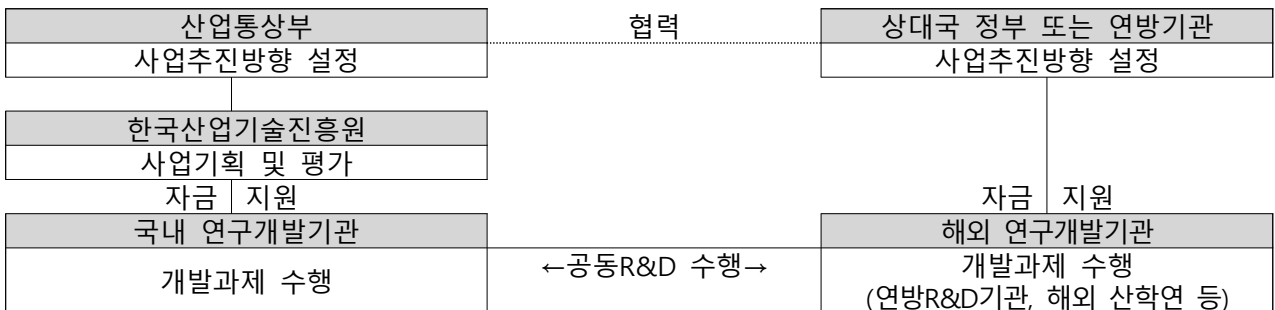 산업통상부 협력 상대국 정부 또는 연방기관
사업추진방향 설정 사업추진방향 설정
한국산업기술진흥원
사업기획 및 평가
자금 지원 자금 지원
국내 연구개발기관 해외 연구개발기관
개발과제 수행 ←공동R&D 수행→ 개발과제 수행
(연방R&D기관, 해외 산학연 등)